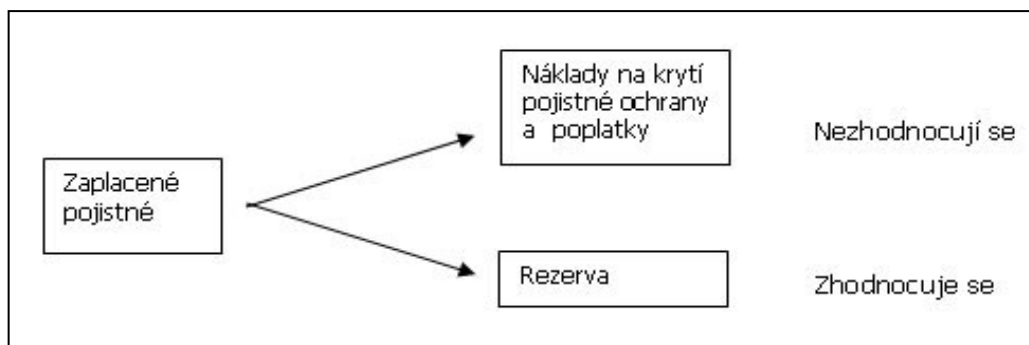 Náklady na krytí
pojistné ochrany
a poplatky
Nezhodnocují se
Zaplacené
pojistné
Rezerva
Zhodnocuje se